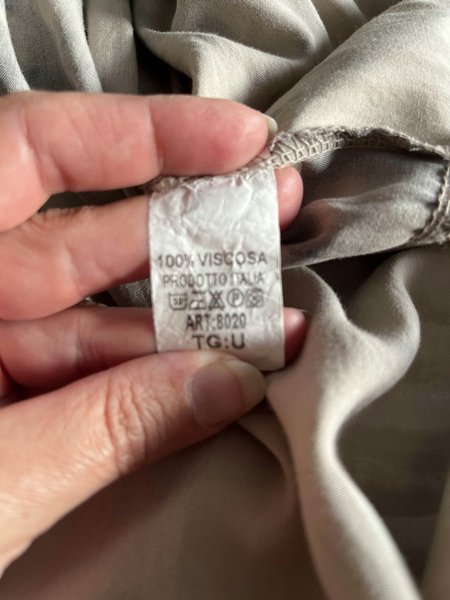 100% VISCOSA
PRODOTTO ITALIA
P
ART:8020
TG:U